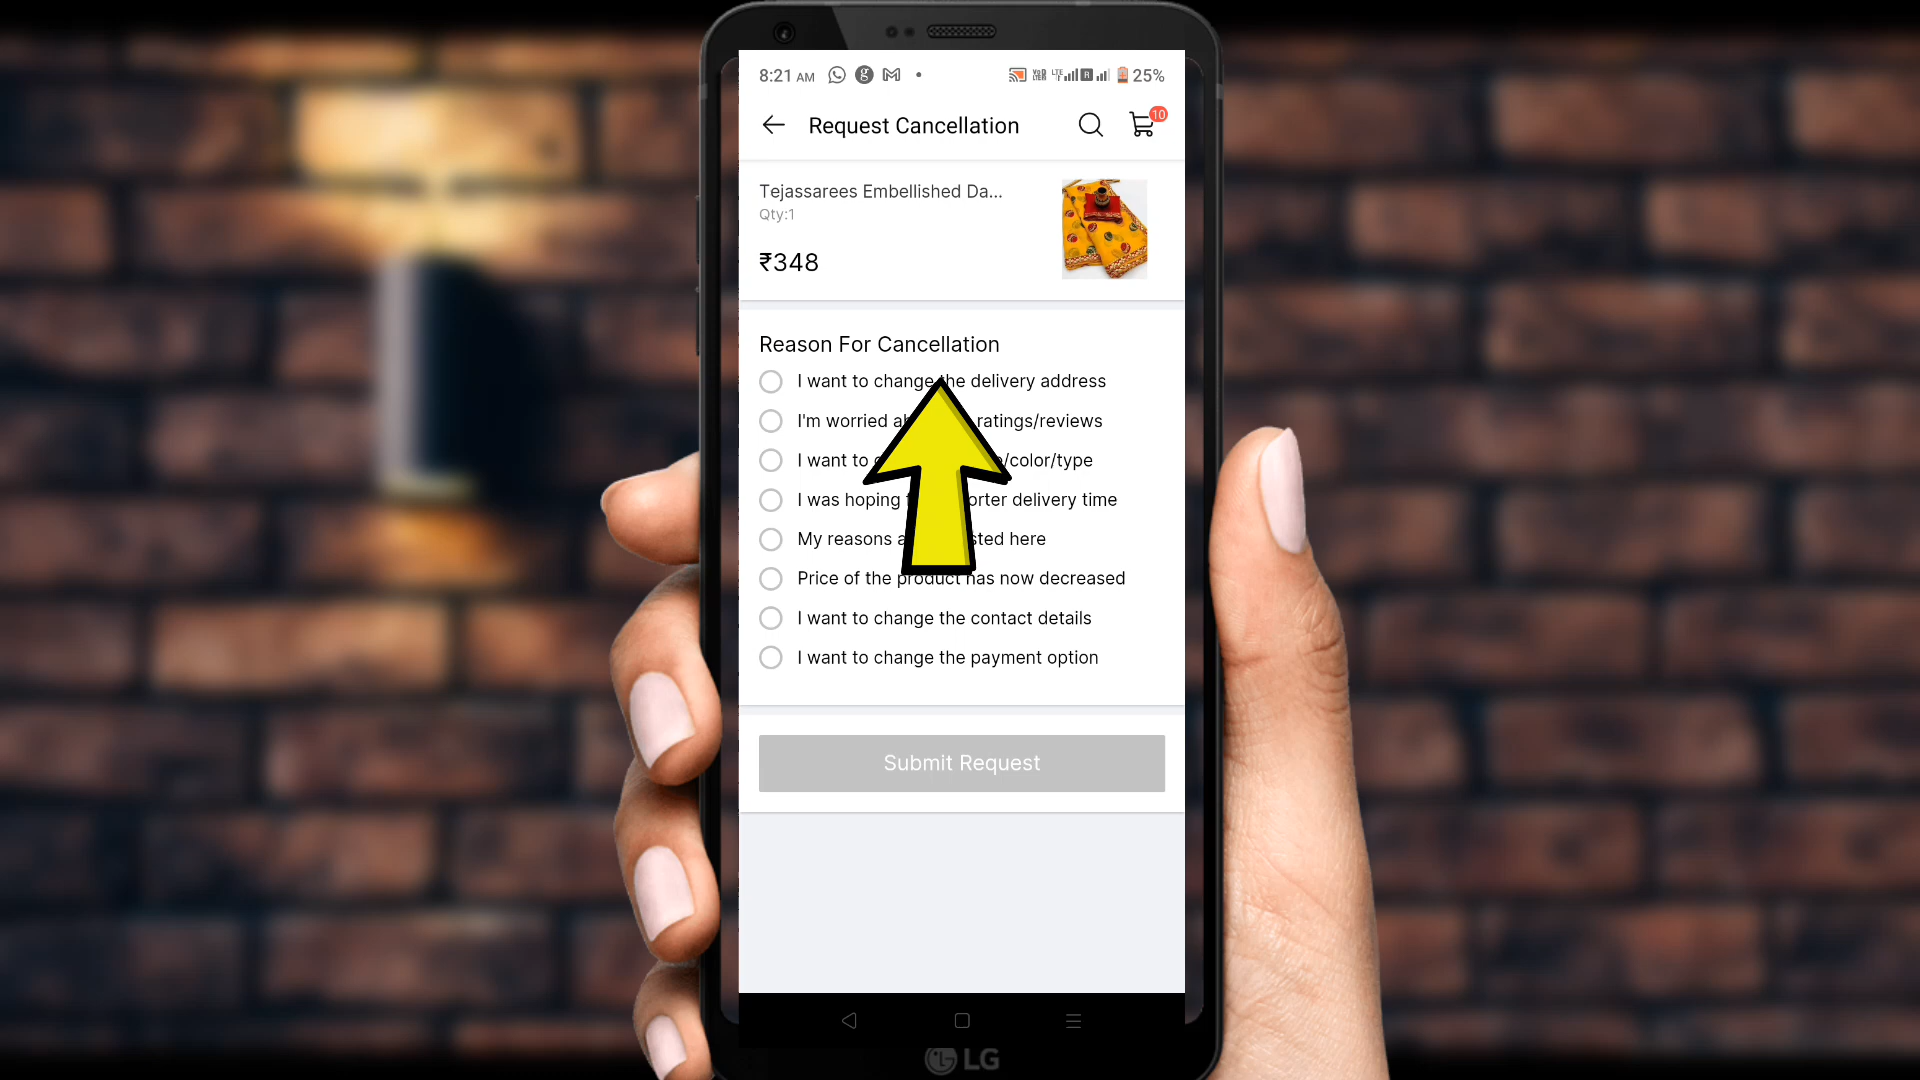 8:21 AM 25%
Request Cancellation 10
Tejassarees Embellished Da...
Qty:1
₹348
Reason For Cancellation
I want to change the delivery address
I'm worried ratings/reviews
I want to /color/type
I was hoping delivery time
My reasons here
Price of the product has now decreased
I want to change the contact details
I want to change the payment option
Submit Request
LG